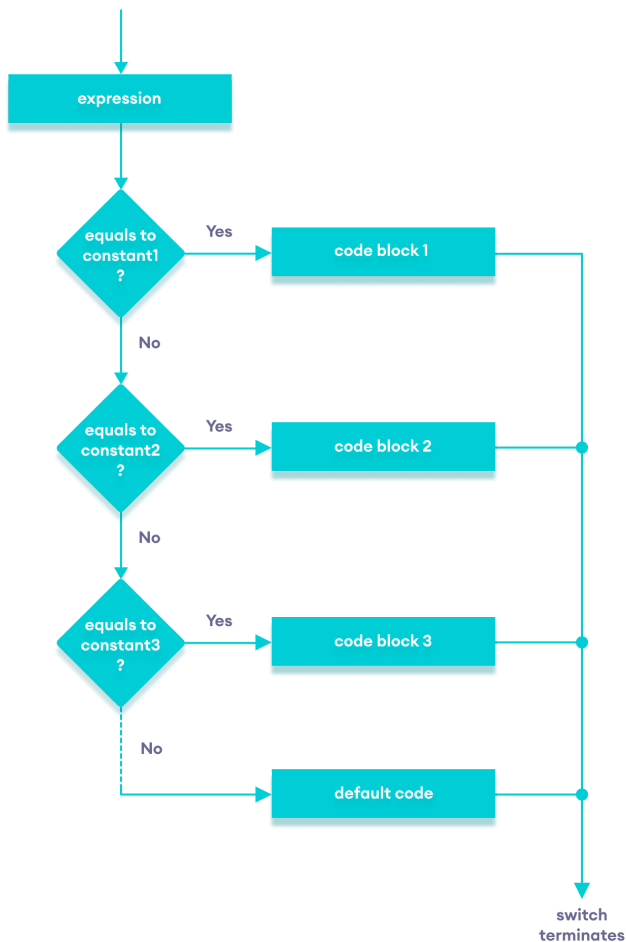 expression
equals to
constant1
?
Yes
code block 1
No
equals to
constant2
?
Yes
code block 2
No
equals to
constant3
?
Yes
code block 3
No
default code
switch
terminates